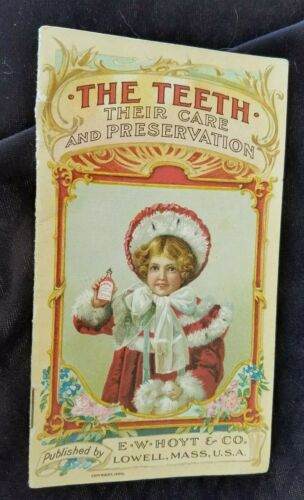 ·THE TEETH·
THEIR CARE
AND PRESERVATION
Published by
E·W·HOYT & CO.
LOWELL, MASS, U.S.A.